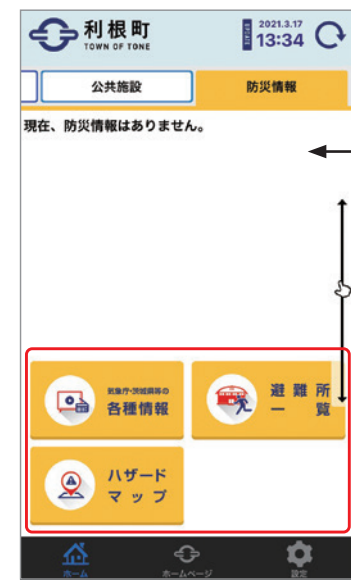 利根町
TOWN OF TONE
UPDATE
2021.3.17
13:34
公共施設
防災情報
現在、防災情報はありません。
気象庁・茨城県等の
各種情報
避難所
一覧
ハザード
マップ
ホーム
ホームページ
設定